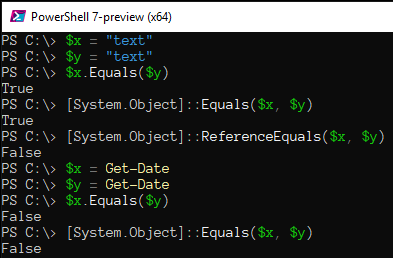 PowerShell 7-preview (x64)
PS C:\> $x = "text"
PS C:\> $y = "text"
PS C:\> $x.Equals($y)
True
PS C:\> [System.Object]::Equals($x, $y)
True
PS C:\> [System.Object]::ReferenceEquals($x, $y)
False
PS C:\> $x = Get-Date
PS C:\> $y = Get-Date
PS C:\> $x.Equals($y)
False
PS C:\> [System.Object]::Equals($x, $y)
False